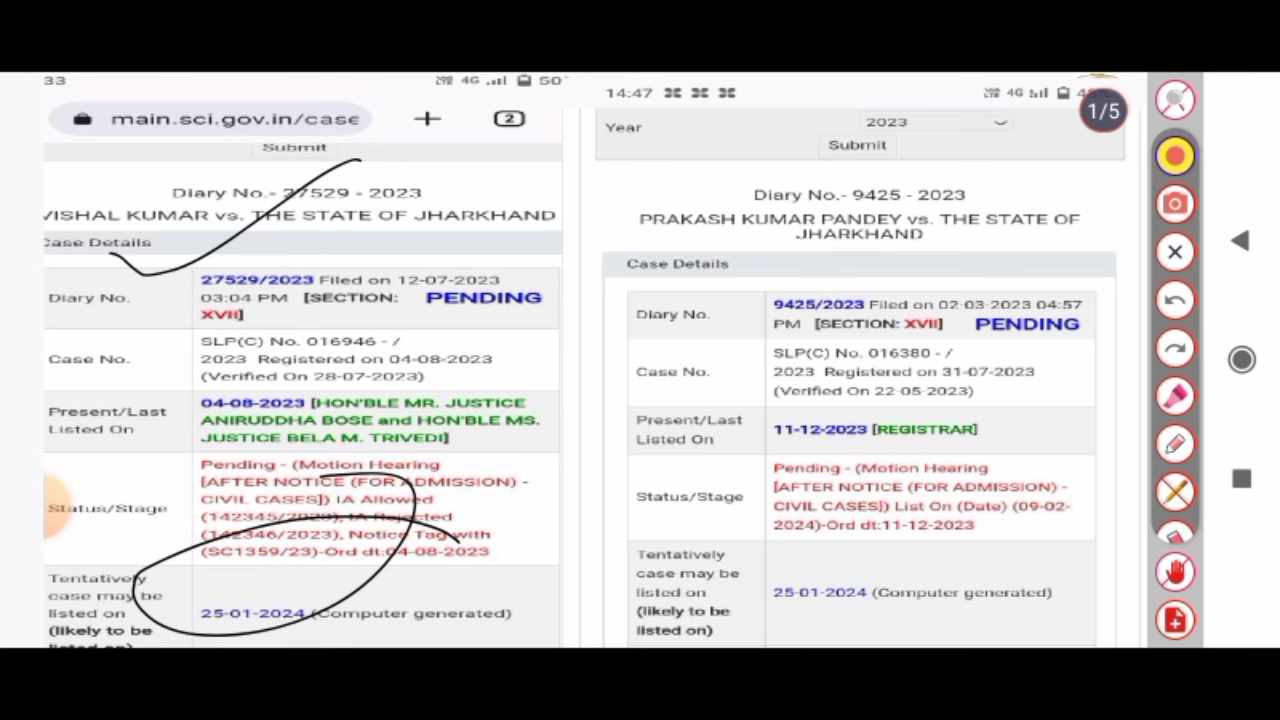 33
4G
50
main.sci.gov.in/case
2
Submit
Diary No.- 27529 - 2023
VISHAL KUMAR vs. THE STATE OF JHARKHAND
Case Details
Diary No.
27529/2023 Filed on 12-07-2023
03:04 PM [SECTION: PENDING
XVII]
Case No.
SLP(C) No. 016946 - /
2023 Registered on 04-08-2023
(Verified On 28-07-2023)
Present/Last
Listed On
04-08-2023 [HON'BLE MR. JUSTICE
ANIRUDDHA BOSE and HON'BLE MS.
JUSTICE BELA M. TRIVEDI]
Status/Stage
Pending - (Motion Hearing
[AFTER NOTICE (FOR ADMISSION) -
CIVIL CASES]) IA Allowed
(142345/2023), IA Rejected
(142346/2023), Notice Tag with
(SC1359/23)-Ord dt:04-08-2023
Tentatively
case may be
listed on
(likely to be
listed on)
25-01-2024 (Computer generated)
14:47
4G
1/5
Year
2023
Submit
Diary No.- 9425 - 2023
PRAKASH KUMAR PANDEY vs. THE STATE OF
JHARKHAND
Case Details
Diary No.
9425/2023 Filed on 02-03-2023 04:57
PM [SECTION: XVII] PENDING
Case No.
SLP(C) No. 016380 - /
2023 Registered on 31-07-2023
(Verified On 22-05-2023)
Present/Last
Listed On
11-12-2023 [REGISTRAR]
Status/Stage
Pending - (Motion Hearing
[AFTER NOTICE (FOR ADMISSION) -
CIVIL CASES]) List On (Date) (09-02-
2024)-Ord dt:11-12-2023
Tentatively
case may be
listed on
(likely to be
listed on)
25-01-2024 (Computer generated)